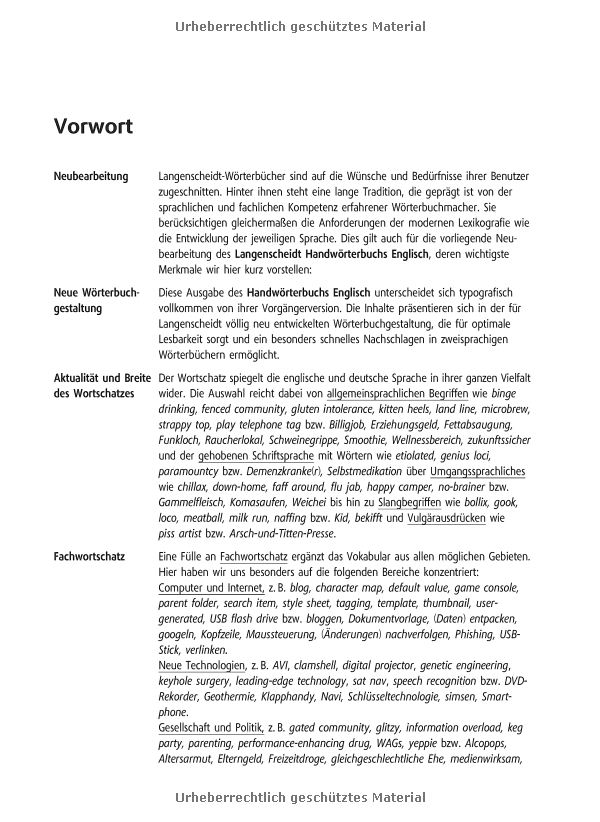 Urheberrechtlich geschütztes Material
Vorwort
Neubearbeitung
Langenscheidt-Wörterbücher sind auf die Wünsche und Bedürfnisse ihrer Benutzer
zugeschnitten. Hinter ihnen steht eine lange Tradition, die geprägt ist von der
sprachlichen und fachlichen Kompetenz erfahrener Wörterbuchmacher. Sie
berücksichtigen gleichermaßen die Anforderungen der modernen Lexikografie wie
die Entwicklung der jeweiligen Sprache. Dies gilt auch für die vorliegende Neu-
bearbeitung des Langenscheidt Handwörterbuchs Englisch, deren wichtigste
Merkmale wir hier kurz vorstellen:
Neue Wörterbuch-
gestaltung
Diese Ausgabe des Handwörterbuchs Englisch unterscheidet sich typografisch
vollkommen von ihrer Vorgängerversion. Die Inhalte präsentieren sich in der für
Langenscheidt völlig neu entwickelten Wörterbuchgestaltung, die für optimale
Lesbarkeit sorgt und ein besonders schnelles Nachschlagen in zweisprachigen
Wörterbüchern ermöglicht.
Aktualität und Breite
des Wortschatzes
Der Wortschatz spiegelt die englische und deutsche Sprache in ihrer ganzen Vielfalt
wider. Die Auswahl reicht dabei von allgemeinsprachlichen Begriffen wie binge
drinking, fenced community, gluten intolerance, kitten heels, land line, microbrew,
strappy top, play telephone tag bzw. Billigjob, Erziehungsgeld, Fettabsaugung,
Funkloch, Raucherlokal, Schweinegrippe, Smoothie, Wellnessbereich, zukunftssicher
und der gehobenen Schriftsprache mit Wörtern wie etiolated, genius loci,
paramountcy bzw. Demenzkranke(r), Selbstmedikation über Umgangssprachliches
wie chillax, down-home, faff around, flu jab, happy camper, no-brainer bzw.
Gammelfleisch, Komasaufen, Weichei bis hin zu Slangbegriffen wie bollix, gook,
loco, meatball, milk run, naffing bzw. Kid, bekifft und Vulgärausdrücken wie
piss artist bzw. Arsch-und-Titten-Presse.
Fachwortschatz
Eine Fülle an Fachwortschatz ergänzt das Vokabular aus allen möglichen Gebieten.
Hier haben wir uns besonders auf die folgenden Bereiche konzentriert:
Computer und Internet, z. B. blog, character map, default value, game console,
parent folder, search item, style sheet, tagging, template, thumbnail, user-
generated, USB flash drive bzw. bloggen, Dokumentvorlage, (Daten) entpacken,
googeln, Kopfzeile, Maussteuerung, (Änderungen) nachverfolgen, Phishing, USB-
Stick, verlinken.
Neue Technologien, z. B. AVI, clamshell, digital projector, genetic engineering,
keyhole surgery, leading-edge technology, sat nav, speech recognition bzw. DVD-
Rekorder, Geothermie, Klapphandy, Navi, Schlüsseltechnologie, simsen, Smart-
phone.
Gesellschaft und Politik, z. B. gated community, glitzy, information overload, keg
party, parenting, performance-enhancing drug, WAGs, yeppie bzw. Alcopops,
Altersarmut, Elterngeld, Freizeitdroge, gleichgeschlechtliche Ehe, medienwirksam,
Urheberrechtlich geschütztes Material